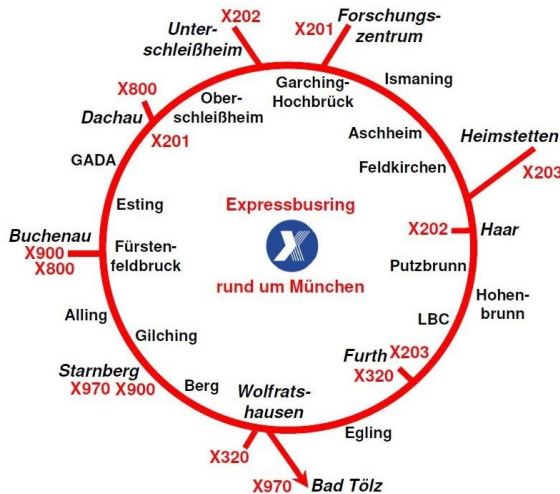 X202
Unter-
schleißheim
X201
Forschungs-
zentrum
X800
Dachau
X201
Ober-
schleißheim
Garching-
Hochbrück
Ismaning
Aschheim
Feldkirchen
Heimstetten
X203
GADA
Esting
Expressbusring
X
rund um München
X202
Haar
Buchenau
X900
X800
Fürsten-
feldbruck
Putzbrunn
Hohen-
brunn
LBC
Alling
Gilching
Furth
X203
X320
Starnberg
X970 X900
Berg
Wolfrats-
hausen
Egling
X320
X970
Bad Tölz